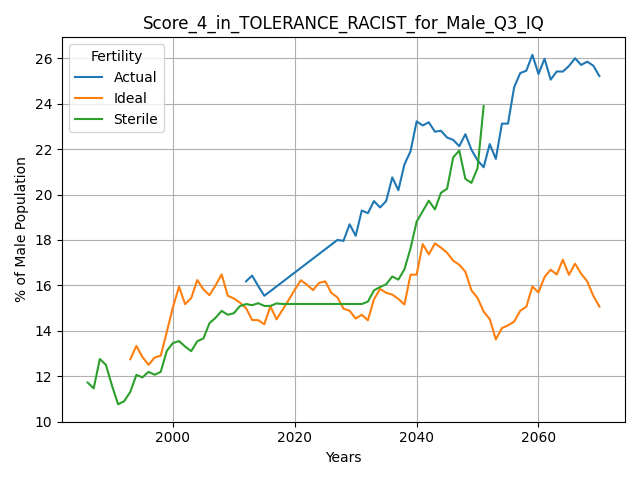 Score_4_in_TOLERANCE_RACIST_for_Male_Q3_IQ
Fertility
Actual
Ideal
Sterile
% of Male Population
26
24
22
20
18
16
14
12
10
2000
2020
2040
2060
Years